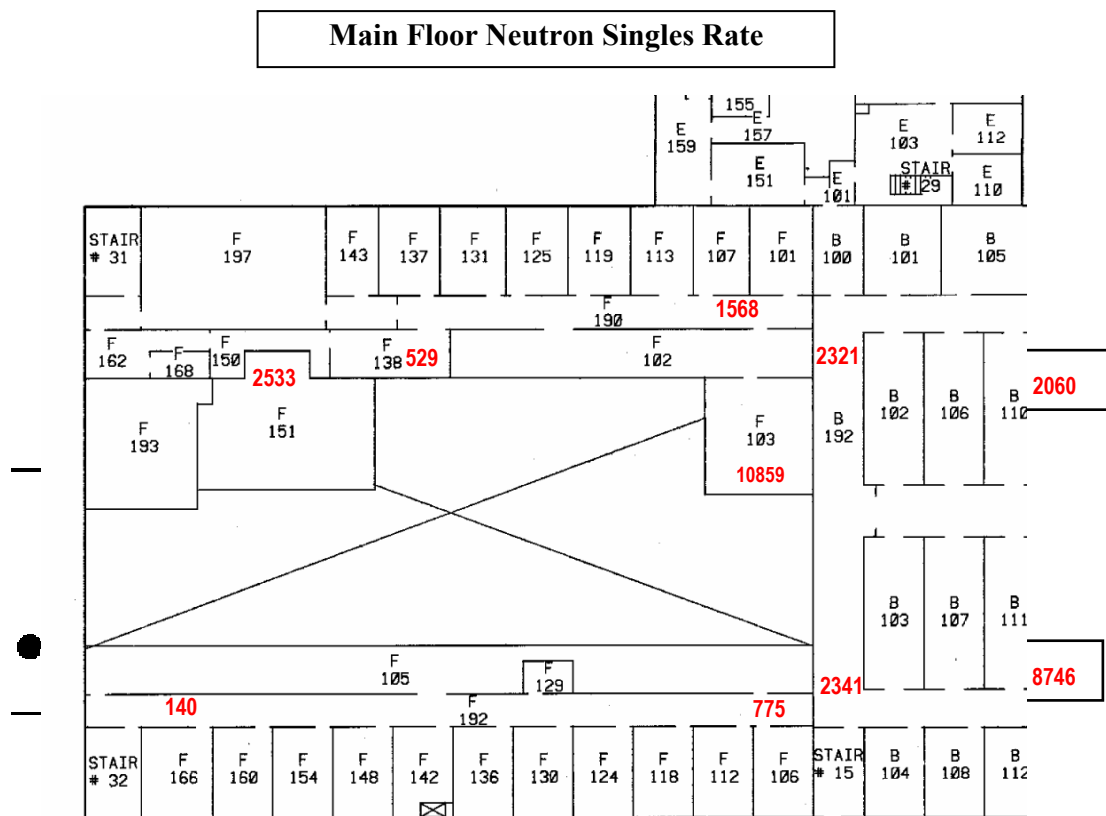 Main Floor Neutron Singles Rate
155
E
157
E
159
E
151
E
101
E
103
STAIR
# 29
E
112
E
110
STAIR
# 31
F
197
F
143
F
137
F
131
F
125
F
119
F
113
F
107
F
101
B
100
B
101
B
105
F
190
1568
F
162
F
168
F
150
F
138
529
F
102
2321
2533
2060
F
193
F
151
F
103
10859
B
192
B
102
B
106
B
110
B
103
B
107
B
111
F
105
F
129
2341
8746
140
F
192
775
STAIR
# 32
F
166
F
160
F
154
F
148
F
142
F
136
F
130
F
124
F
118
F
112
F
106
STAIR
# 15
B
104
B
108
B
112